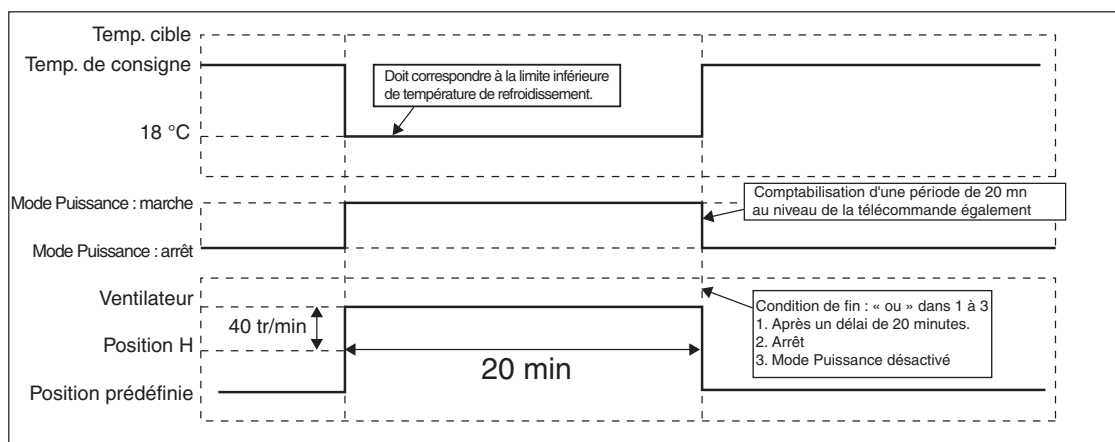 Temp. cible
Temp. de consigne
Doit correspondre à la limite inférieure
de température de refroidissement.
18 °C
Mode Puissance : marche
Comptabilisation d'une période de 20 mn
au niveau de la télécommande également
Mode Puissance : arrêt
Ventilateur
40 tr/min
Position H
20 min
Position prédéfinie
Condition de fin : « ou » dans 1 à 3
1. Après un délai de 20 minutes.
2. Arrêt
3. Mode Puissance désactivé